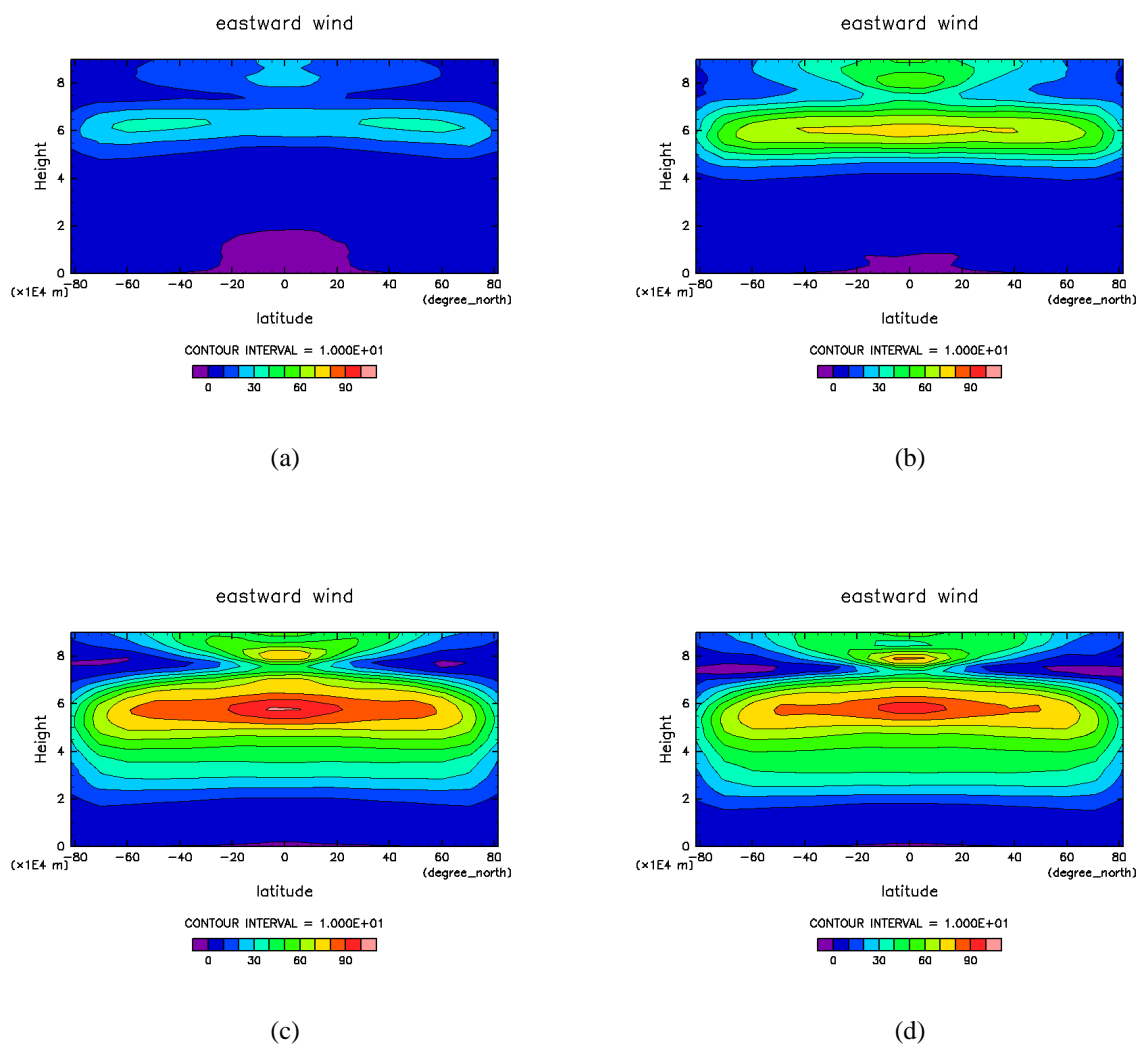 eastward wind
8
6
4
2
0
Height
-80 -60 -40 -20 0 20 40 60 80
(×1E4 m)
(degree_north)
latitude
CONTOUR INTERVAL = 1.000E+01
0 30 60 90
(a)
eastward wind
8
6
4
2
0
Height
-80 -60 -40 -20 0 20 40 60 80
(×1E4 m)
(degree_north)
latitude
CONTOUR INTERVAL = 1.000E+01
0 30 60 90
(b)
eastward wind
8
6
4
2
0
Height
-80 -60 -40 -20 0 20 40 60 80
(×1E4 m)
(degree_north)
latitude
CONTOUR INTERVAL = 1.000E+01
0 30 60 90
(c)
eastward wind
8
6
4
2
0
Height
-80 -60 -40 -20 0 20 40 60 80
(×1E4 m)
(degree_north)
latitude
CONTOUR INTERVAL = 1.000E+01
0 30 60 90
(d)